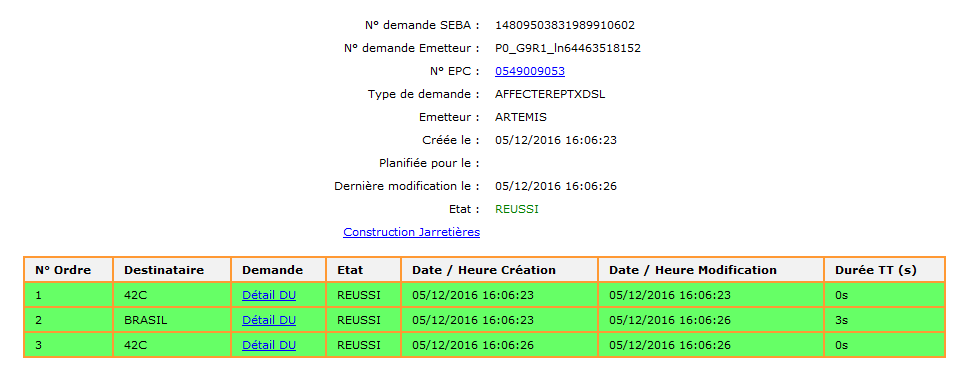 N° demande SEBA : 14809503831989910602
N° demande Emetteur : P0_G9R1_ln64463518152
N° EPC : 0549009053
Type de demande : AFFECTEREPTXDSL
Emetteur : ARTEMIS
Créée le : 05/12/2016 16:06:23
Planifiée pour le :
Dernière modification le : 05/12/2016 16:06:26
Etat : REUSSI
Construction Jarretières
N° Ordre Destinataire Demande Etat Date / Heure Création Date / Heure Modification Durée TT (s)
1 42C Détail DU REUSSI 05/12/2016 16:06:23 05/12/2016 16:06:23 0s
2 BRASIL Détail DU REUSSI 05/12/2016 16:06:23 05/12/2016 16:06:26 3s
3 42C Détail DU REUSSI 05/12/2016 16:06:26 05/12/2016 16:06:26 0s